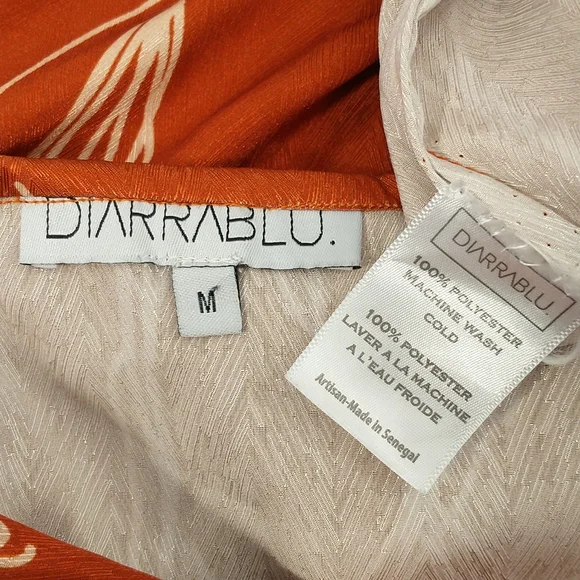 DIARRABLU.
M
DIARRABLU.
100% POLYESTER
MACHINE WASH
COLD
100% POLYESTER
LAVER A LA MACHINE
A L'EAU FROIDE
Artisan-Made in Senegal